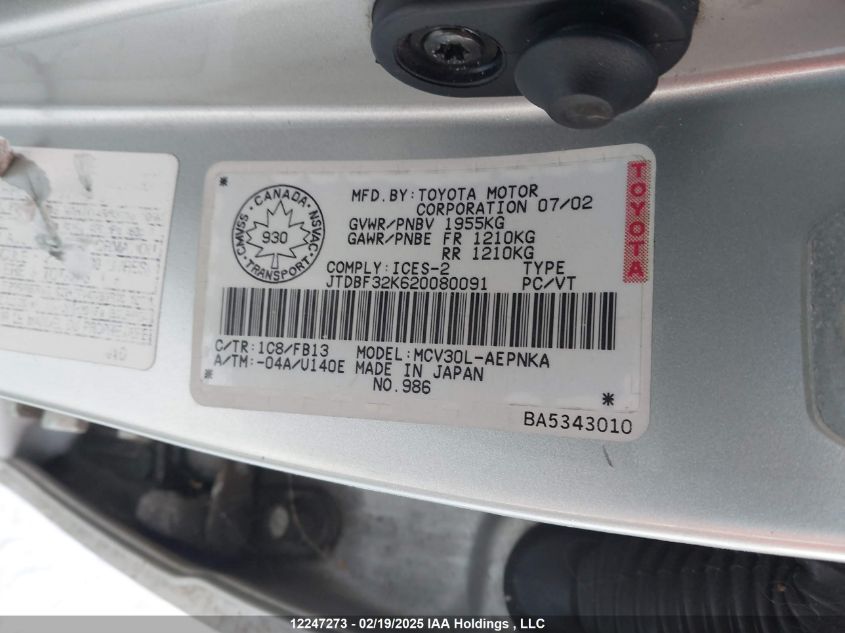 MFD.BY:TOYOTA MOTOR
CORPORATION 07/02
GVWR/PNBV 1955KG
GAWR/PNBE FR 1210KG
RR 1210KG
COMPLY:ICES-2 TYPE
JTDBF32K620080091 PC/VT
CANADA
CMVSS 930 NSVAC
TRANSPORT
TOYOTA
C/TR:1C8/FB13 MODEL:MCV30L-AEPNKA
A/TM:-04A/U140E MADE IN JAPAN
NO.986
BA5343010
12247273 - 02/19/2025 IAA Holdings , LLC